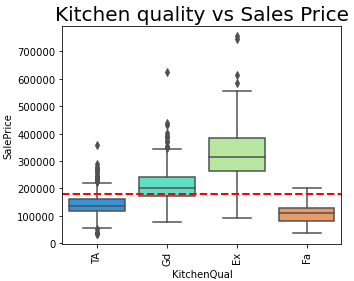 Kitchen quality vs Sales Price
SalePrice
700000
600000
500000
400000
300000
200000
100000
0
TA
Gd
Ex
Fa
KitchenQual